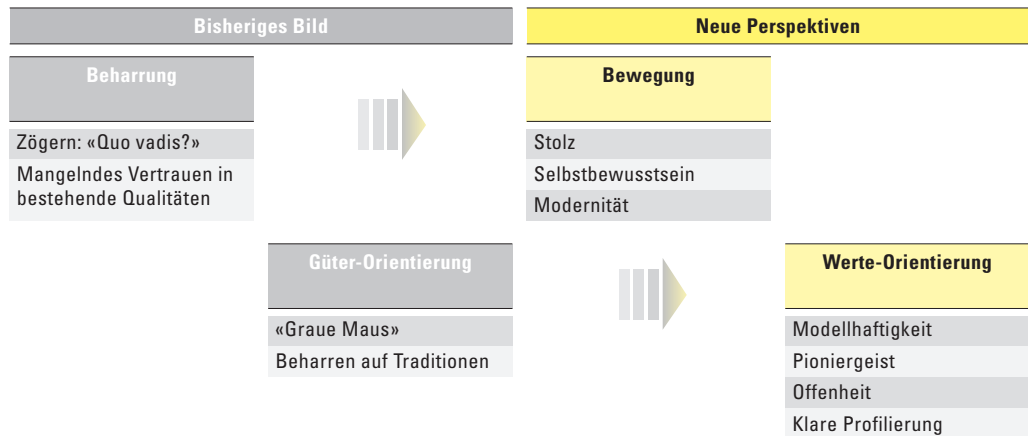 Bisheriges Bild
Neue Perspektiven
Beharrung
Bewegung
Zögern: «Quo vadis?»
Mangelndes Vertrauen in
bestehende Qualitäten
Stolz
Selbstbewusstsein
Modernität
Güter-Orientierung
Werte-Orientierung
«Graue Maus»
Beharren auf Traditionen
Modellhaftigkeit
Pioniergeist
Offenheit
Klare Profilierung